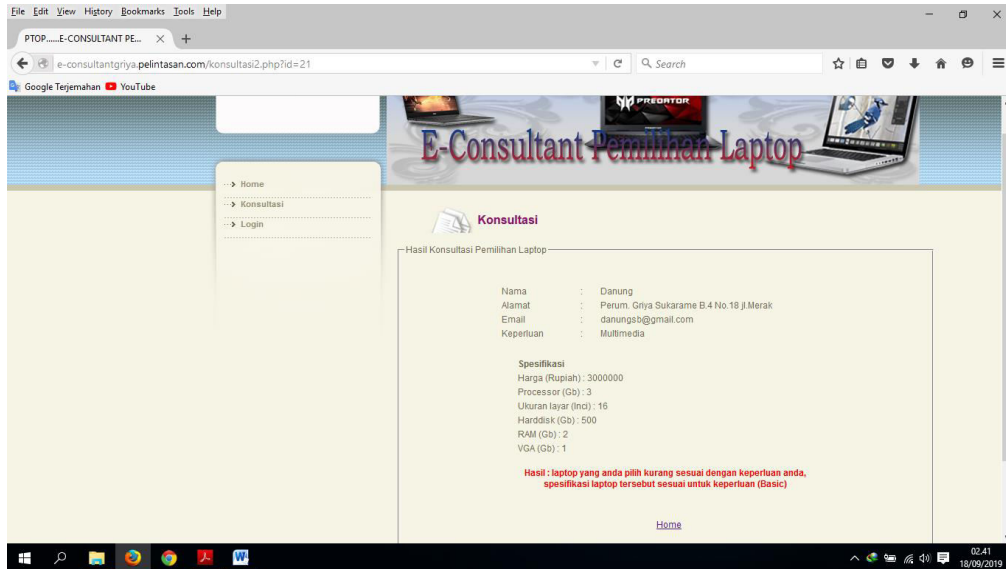 File Edit View History Bookmarks Tools Help
PTOP......E-CONSULTANT PE...
e-consultantgriya.pelintasan.com/konsultasi2.php?id=21
Search
Google Terjemahan YouTube
PREDATOR
E-Consultant Pemilihan Laptop
Home
Konsultasi
Login
Konsultasi
Hasil Konsultasi Pemilihan Laptop
Nama : Danung
Alamat : Perum. Griya Sukarame B.4 No.18 jl.Merak
Email : danungsb@gmail.com
Keperluan : Multimedia
Spesifikasi
Harga (Rupiah) : 3000000
Processor (Gb) : 3
Ukuran layar (Inci) : 16
Harddisk (Gb) : 500
RAM (Gb) : 2
VGA (Gb) : 1
Hasil : laptop yang anda pilih kurang sesuai dengan keperluan anda,
spesifikasi laptop tersebut sesuai untuk keperluan (Basic)
Home
02.41
18/09/2019